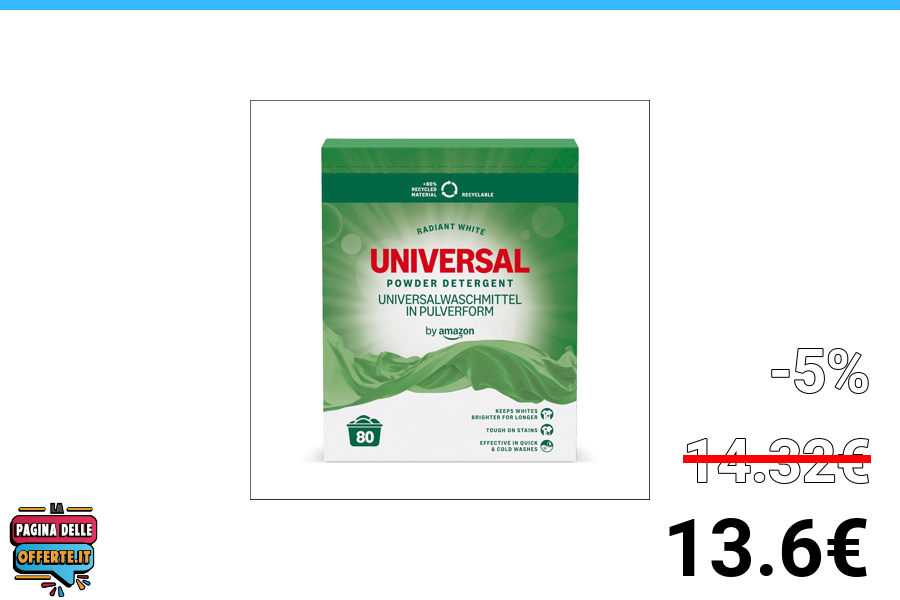 +80%
RECYCLED
MATERIAL
RECYCLABLE
RADIANT WHITE
UNIVERSAL
POWDER DETERGENT
UNIVERSALWASCHMITTEL
IN PULVERFORM
by amazon
KEEPS WHITES
BRIGHTER FOR LONGER
TOUGH ON STAINS
EFFECTIVE IN QUICK
& COLD WASHES
80
-5%
14.32€
13.6€
LA
PAGINA DELLE
OFFERTE.IT